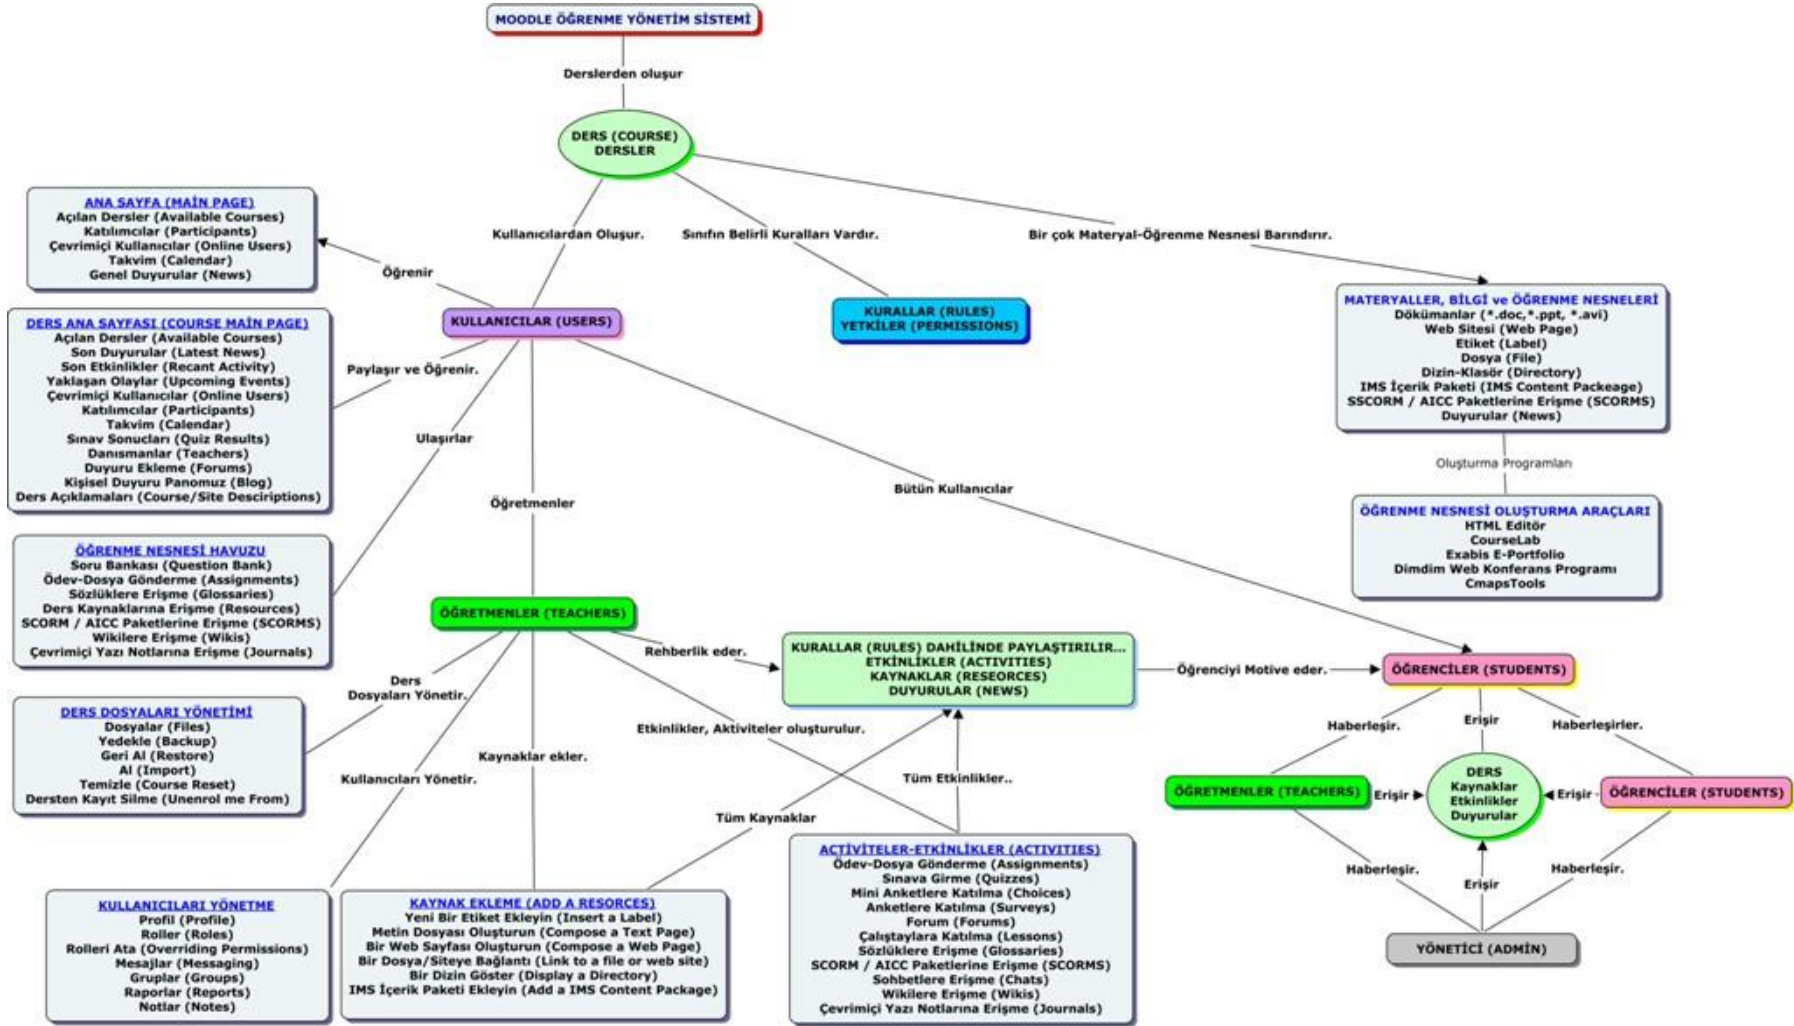 MOODLE ÖĞRENME YÖNETİM SİSTEMİ
Derslerden oluşur
DERS (COURSE)
DERSLER
Kullanıcılardan Oluşur.
Sınıfın Belirli Kuralları Vardır.
Bir çok Materyal-Öğrenme Nesnesi Barındırır.
ANA SAYFA (MAİN PAGE)
Açılan Dersler (Available Courses)
Katılımcılar (Participants)
Çevrimiçi Kullanıcılar (Online Users)
Takvim (Calendar)
Genel Duyurular (News)
Öğrenir
KULLANICILAR (USERS)
KURALLAR (RULES)
YETKİLER (PERMISSIONS)
MATERYALLER, BİLGİ ve ÖĞRENME NESNELERİ
Dökümanlar (*.doc,*.ppt, *.avi)
Web Sitesi (Web Page)
Etiket (Label)
Dosya (File)
Dizin-Klasör (Directory)
IMS İçerik Paketi (IMS Content Packeage)
SSCORM / AICC Paketlerine Erişme (SCORMS)
Duyurular (News)
DERS ANA SAYFASI (COURSE MAIN PAGE)
Açılan Dersler (Available Courses)
Son Duyurular (Latest News)
Son Etkinlikler (Recant Activity)
Yaklaşan Olaylar (Upcoming Events)
Çevrimiçi Kullanıcılar (Online Users)
Katılımcılar (Participants)
Takvim (Calendar)
Sınav Sonuçları (Quiz Results)
Danısmanlar (Teachers)
Duyuru Ekleme (Forums)
Kişisel Duyuru Panomuz (Blog)
Ders Açıklamaları (Course/Site Desciriptions)
Paylaşır ve Öğrenir.
Ulaşırlar
Öğretmenler
Bütün Kullanıcılar
Oluşturma Programları
ÖĞRENME NESNESİ OLUŞTURMA ARAÇLARI
HTML Editör
CourseLab
Exabis E-Portfolio
Dimdim Web Konferans Programı
CmapsTools
ÖĞRENME NESNESİ HAVUZU
Soru Bankası (Question Bank)
Ödev-Dosya Gönderme (Assignments)
Sözlüklere Erişme (Glossaries)
Ders Kaynaklarına Erişme (Resources)
SCORM / AICC Paketlerine Erişme (SCORMS)
Wikilere Erişme (Wikis)
Çevrimiçi Yazı Notlarına Erişme (Journals)
ÖĞRETMENLER (TEACHERS)
Rehberlik eder.
KURALLAR (RULES) DAHİLİNDE PAYLAŞTIRILIR...
ETKİNLİKLER (ACTIVITIES)
KAYNAKLAR (RESEORCES)
DUYURULAR (NEWS)
Öğrenciyi Motive eder.
ÖĞRENCİLER (STUDENTS)
Ders
Dosyaları Yönetir.
DERS DOSYALARI YÖNETİMİ
Dosyalar (Files)
Yedekle (Backup)
Geri Al (Restore)
Al (Import)
Temizle (Course Reset)
Dersten Kayıt Silme (Unenrol me From)
Kullanıcıları Yönetir.
Kaynaklar ekler.
Etkinlikler, Aktiviteler oluşturulur.
Tüm Etkinlikler..
Tüm Kaynaklar
Haberleşir.
Erişir
Haberleşirler.
ÖĞRETMENLER (TEACHERS)
Erişir
DERS
Kaynaklar
Etkinlikler
Duyurular
Erişir
ÖĞRENCİLER (STUDENTS)
Haberleşir.
Erişir
Haberleşir.
YÖNETİCİ (ADMİN)
KULLANICILARI YÖNETME
Profil (Profile)
Roller (Roles)
Rolleri Ata (Overriding Permissions)
Mesajlar (Messaging)
Gruplar (Groups)
Raporlar (Reports)
Notlar (Notes)
KAYNAK EKLEME (ADD A RESORCES)
Yeni Bir Etiket Ekleyin (Insert a Label)
Metin Dosyası Oluşturun (Compose a Text Page)
Bir Web Sayfası Oluşturun (Compose a Web Page)
Bir Dosya/Siteye Bağlantı (Link to a file or web site)
Bir Dizin Göster (Display a Directory)
IMS İçerik Paketi Ekleyin (Add a IMS Content Package)
ACTİVİTELER-ETKİNLİKLER (ACTIVITIES)
Ödev-Dosya Gönderme (Assignments)
Sınava Girme (Quizzes)
Mini Anketlere Katılma (Choices)
Anketlere Katılma (Surveys)
Forum (Forums)
Çalıştaylara Katılma (Lessons)
Sözlüklere Erişme (Glossaries)
SCORM / AICC Paketlerine Erişme (SCORMS)
Sohbetlere Erişme (Chats)
Wikilere Erişme (Wikis)
Çevrimiçi Yazı Notlarına Erişme (Journals)